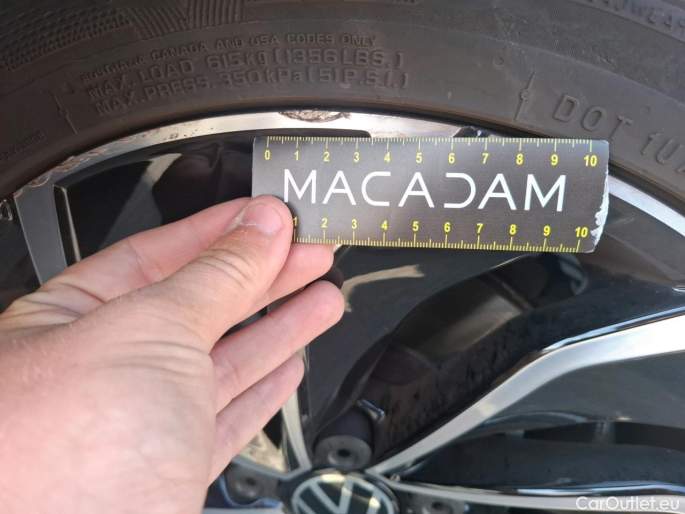 AUSTRALIA CANADA AND USA CODES ONLY
MAX. LOAD 615kg (1356LBS.)
MAX. PRESS. 350kPa (51P.S.I.)
DOT 1U
0 1 2 3 4 5 6 7 8 9 10
MACADAM
1 2 3 4 5 6 7 8 9 10
CarOutlet.eu